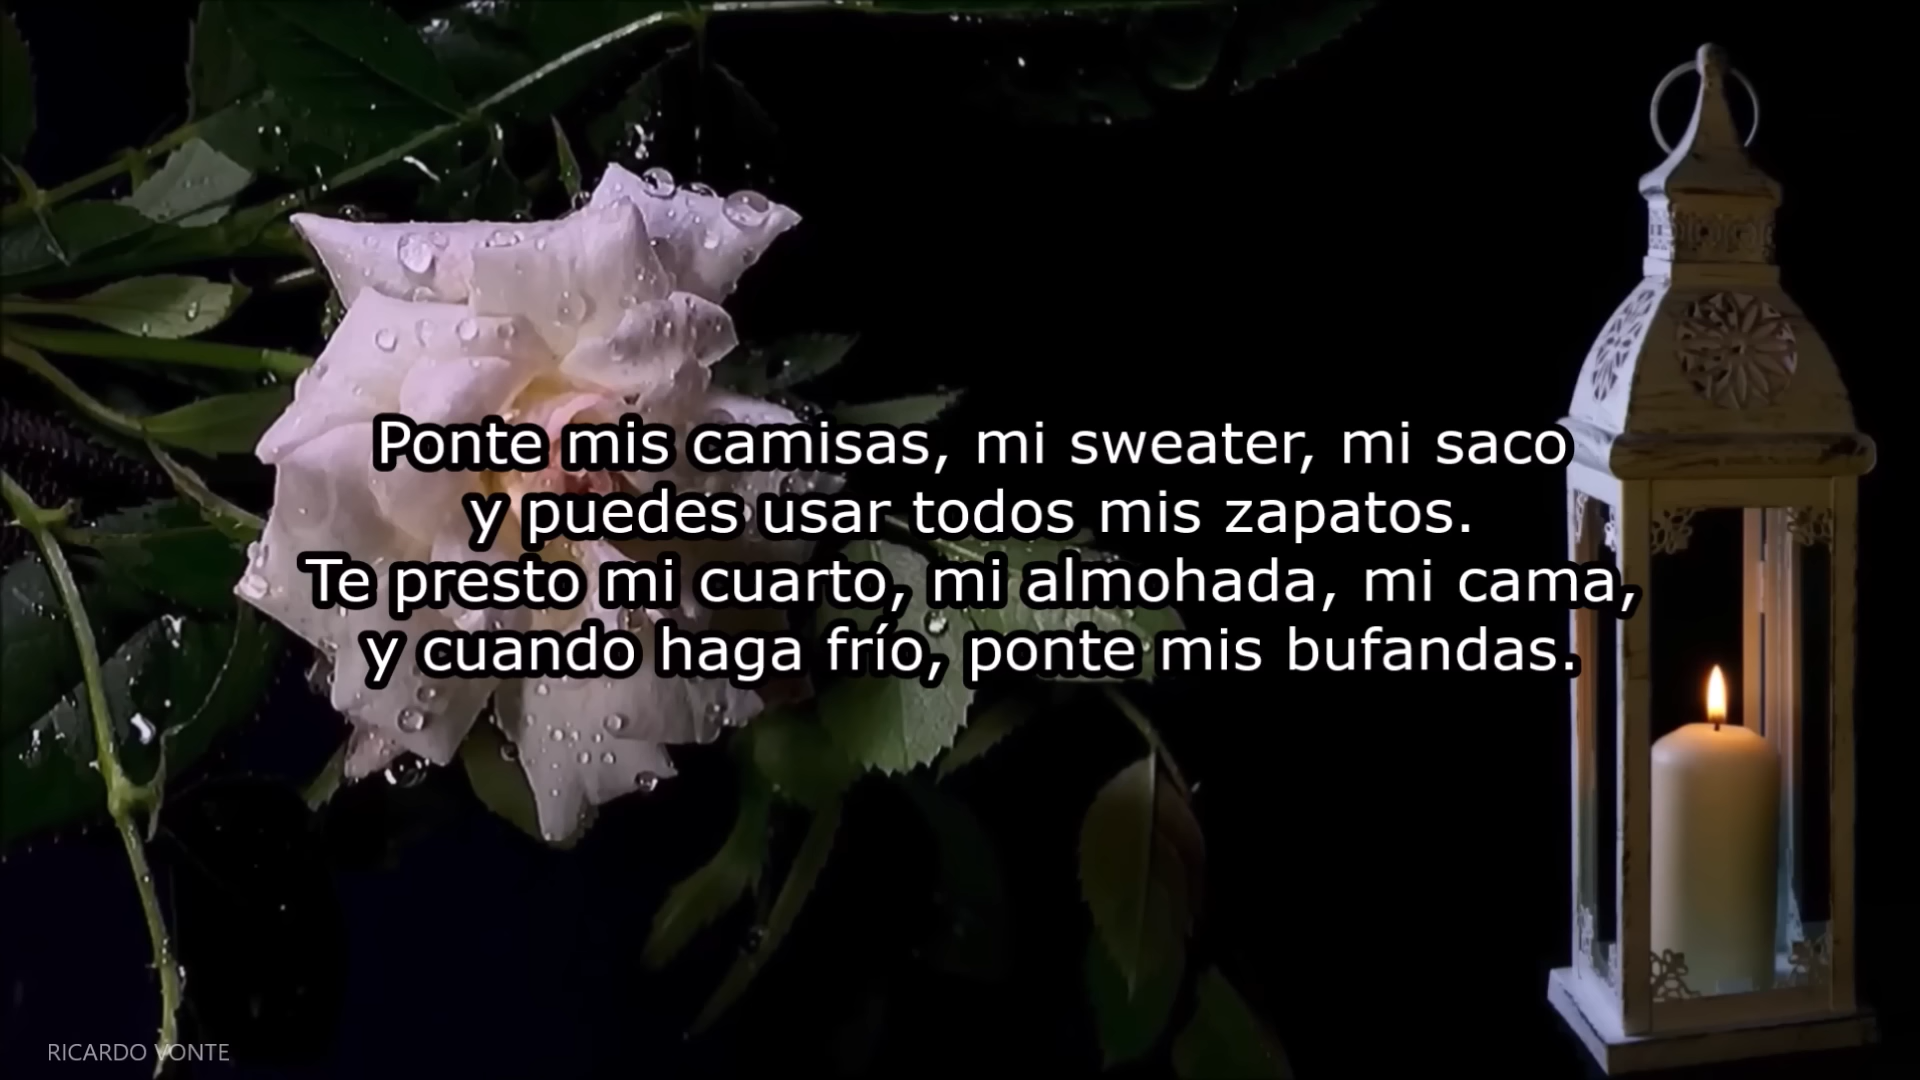 Ponte mis camisas, mi sweater, mi saco
y puedes usar todos mis zapatos.
Te presto mi cuarto, mi almohada, mi cama,
y cuando haga frío, ponte mis bufandas.
RICARDO VONTE